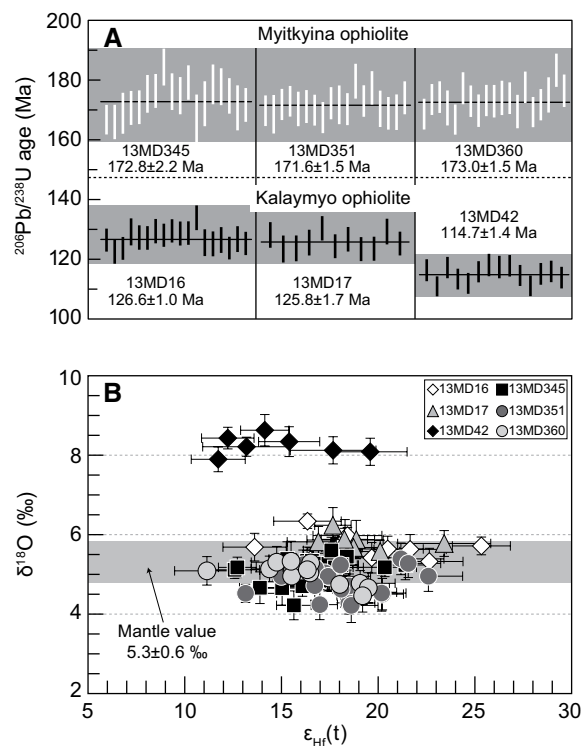 A
Myitkyina ophiolite
200
180
160
140
120
100
²⁰⁶Pb/²³⁸U age (Ma)
13MD345
172.8±2.2 Ma
13MD351
171.6±1.5 Ma
13MD360
173.0±1.5 Ma
Kalaymyo ophiolite
13MD42
114.7±1.4 Ma
13MD16
126.6±1.0 Ma
13MD17
125.8±1.7 Ma
B
10
8
6
4
2
δ¹⁸O (‰)
13MD16 13MD345
13MD17 13MD351
13MD42 13MD360
Mantle value
5.3±0.6 ‰
5 10 15 20 25 30
εHf(t)